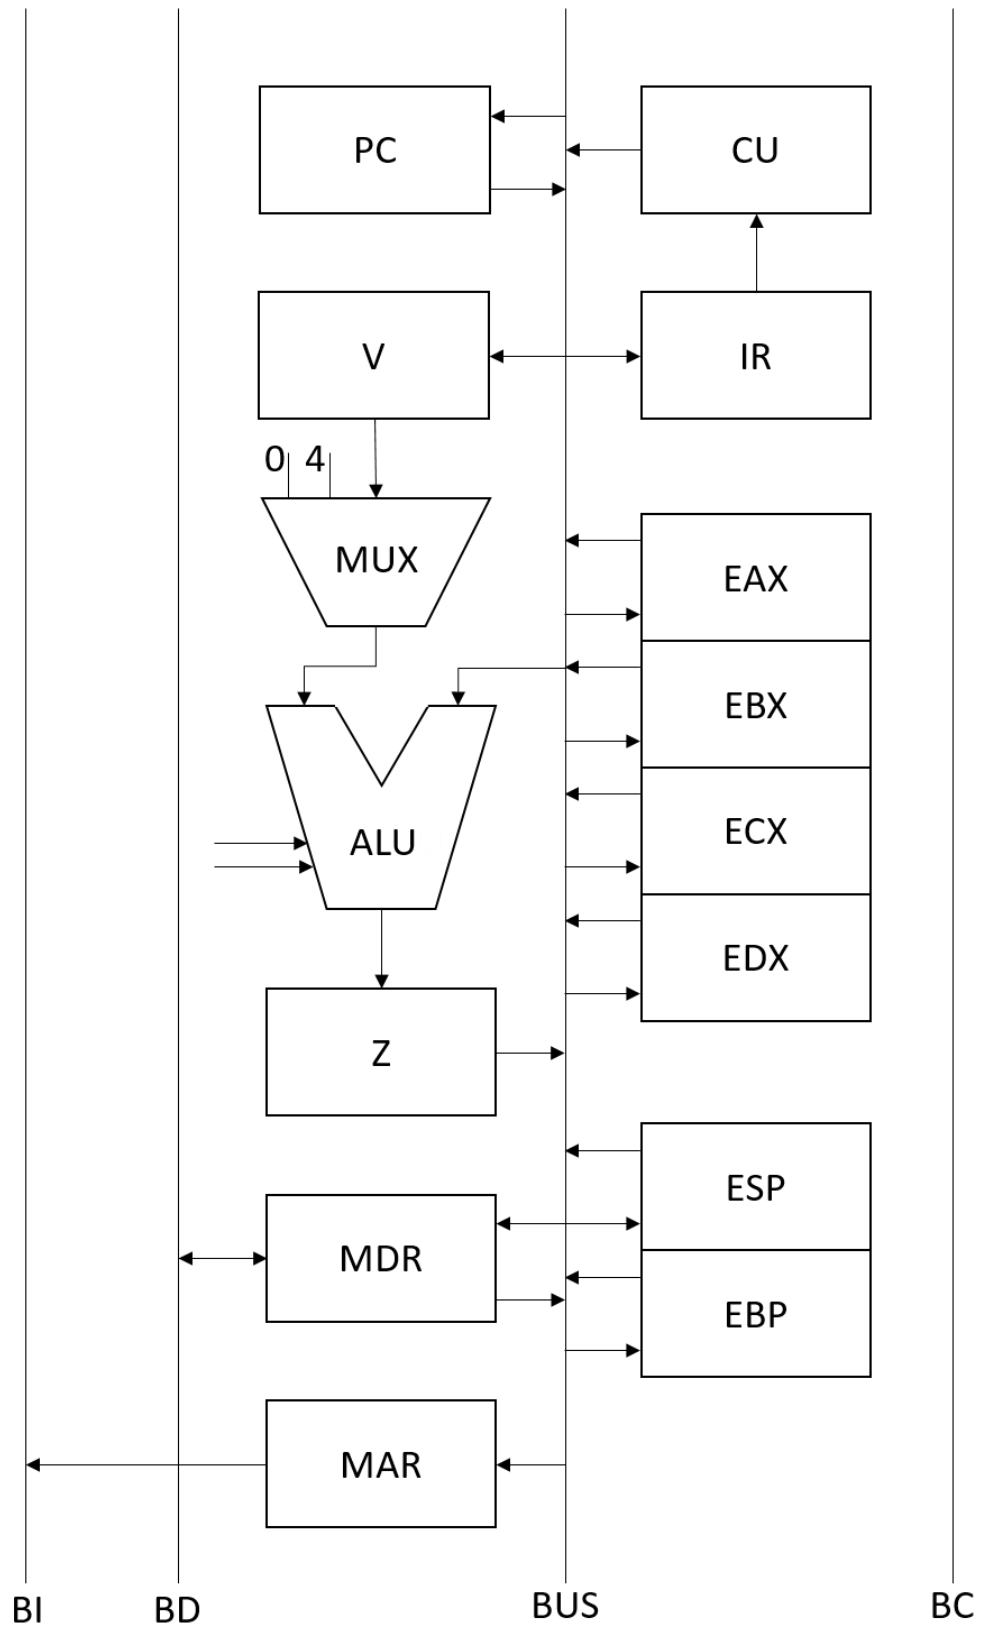 PC
CU
V
IR
0 4
MUX
EAX
EBX
ALU
ECX
EDX
Z
ESP
MDR
EBP
MAR
BI
BD
BUS
BC